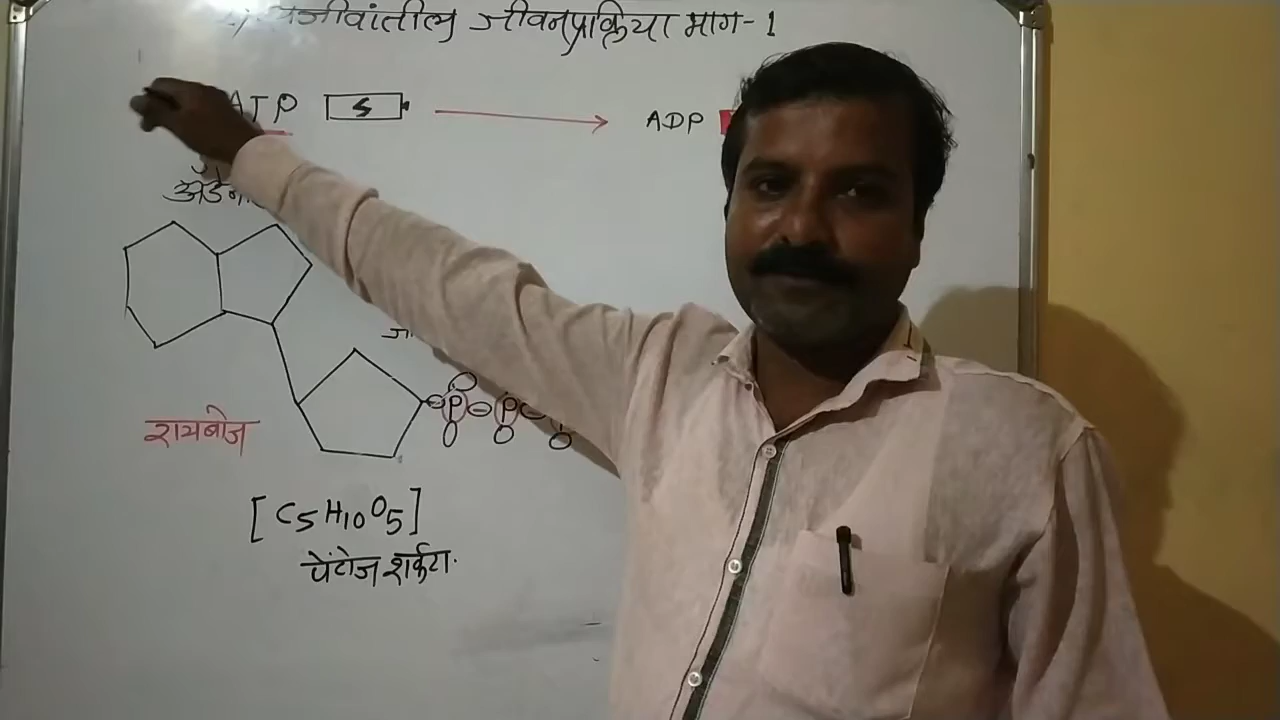 जीवनप्रक्रिया भाग-1
ATP
ADP
रायबोज
P P
[C5H10O5]
पेंटोज शर्करा.